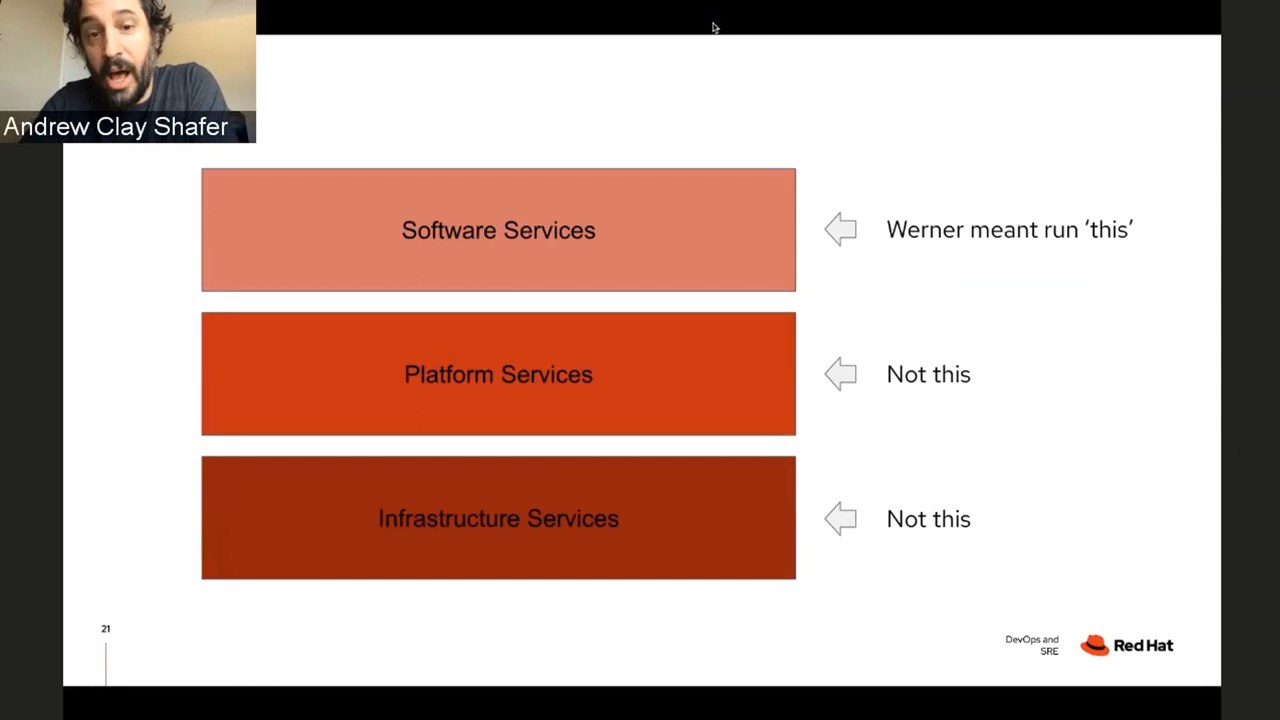 Andrew Clay Shafer
Software Services
Werner meant run ‘this’
Platform Services
Not this
Infrastructure Services
Not this
21
DevOps and
SRE
Red Hat